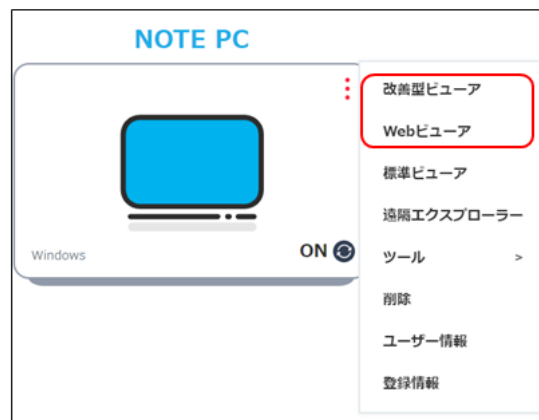 NOTE PC
Windows
ON
改善型ビューア
Webビューア
標準ビューア
遠隔エクスプローラー
ツール >
削除
ユーザー情報
登録情報